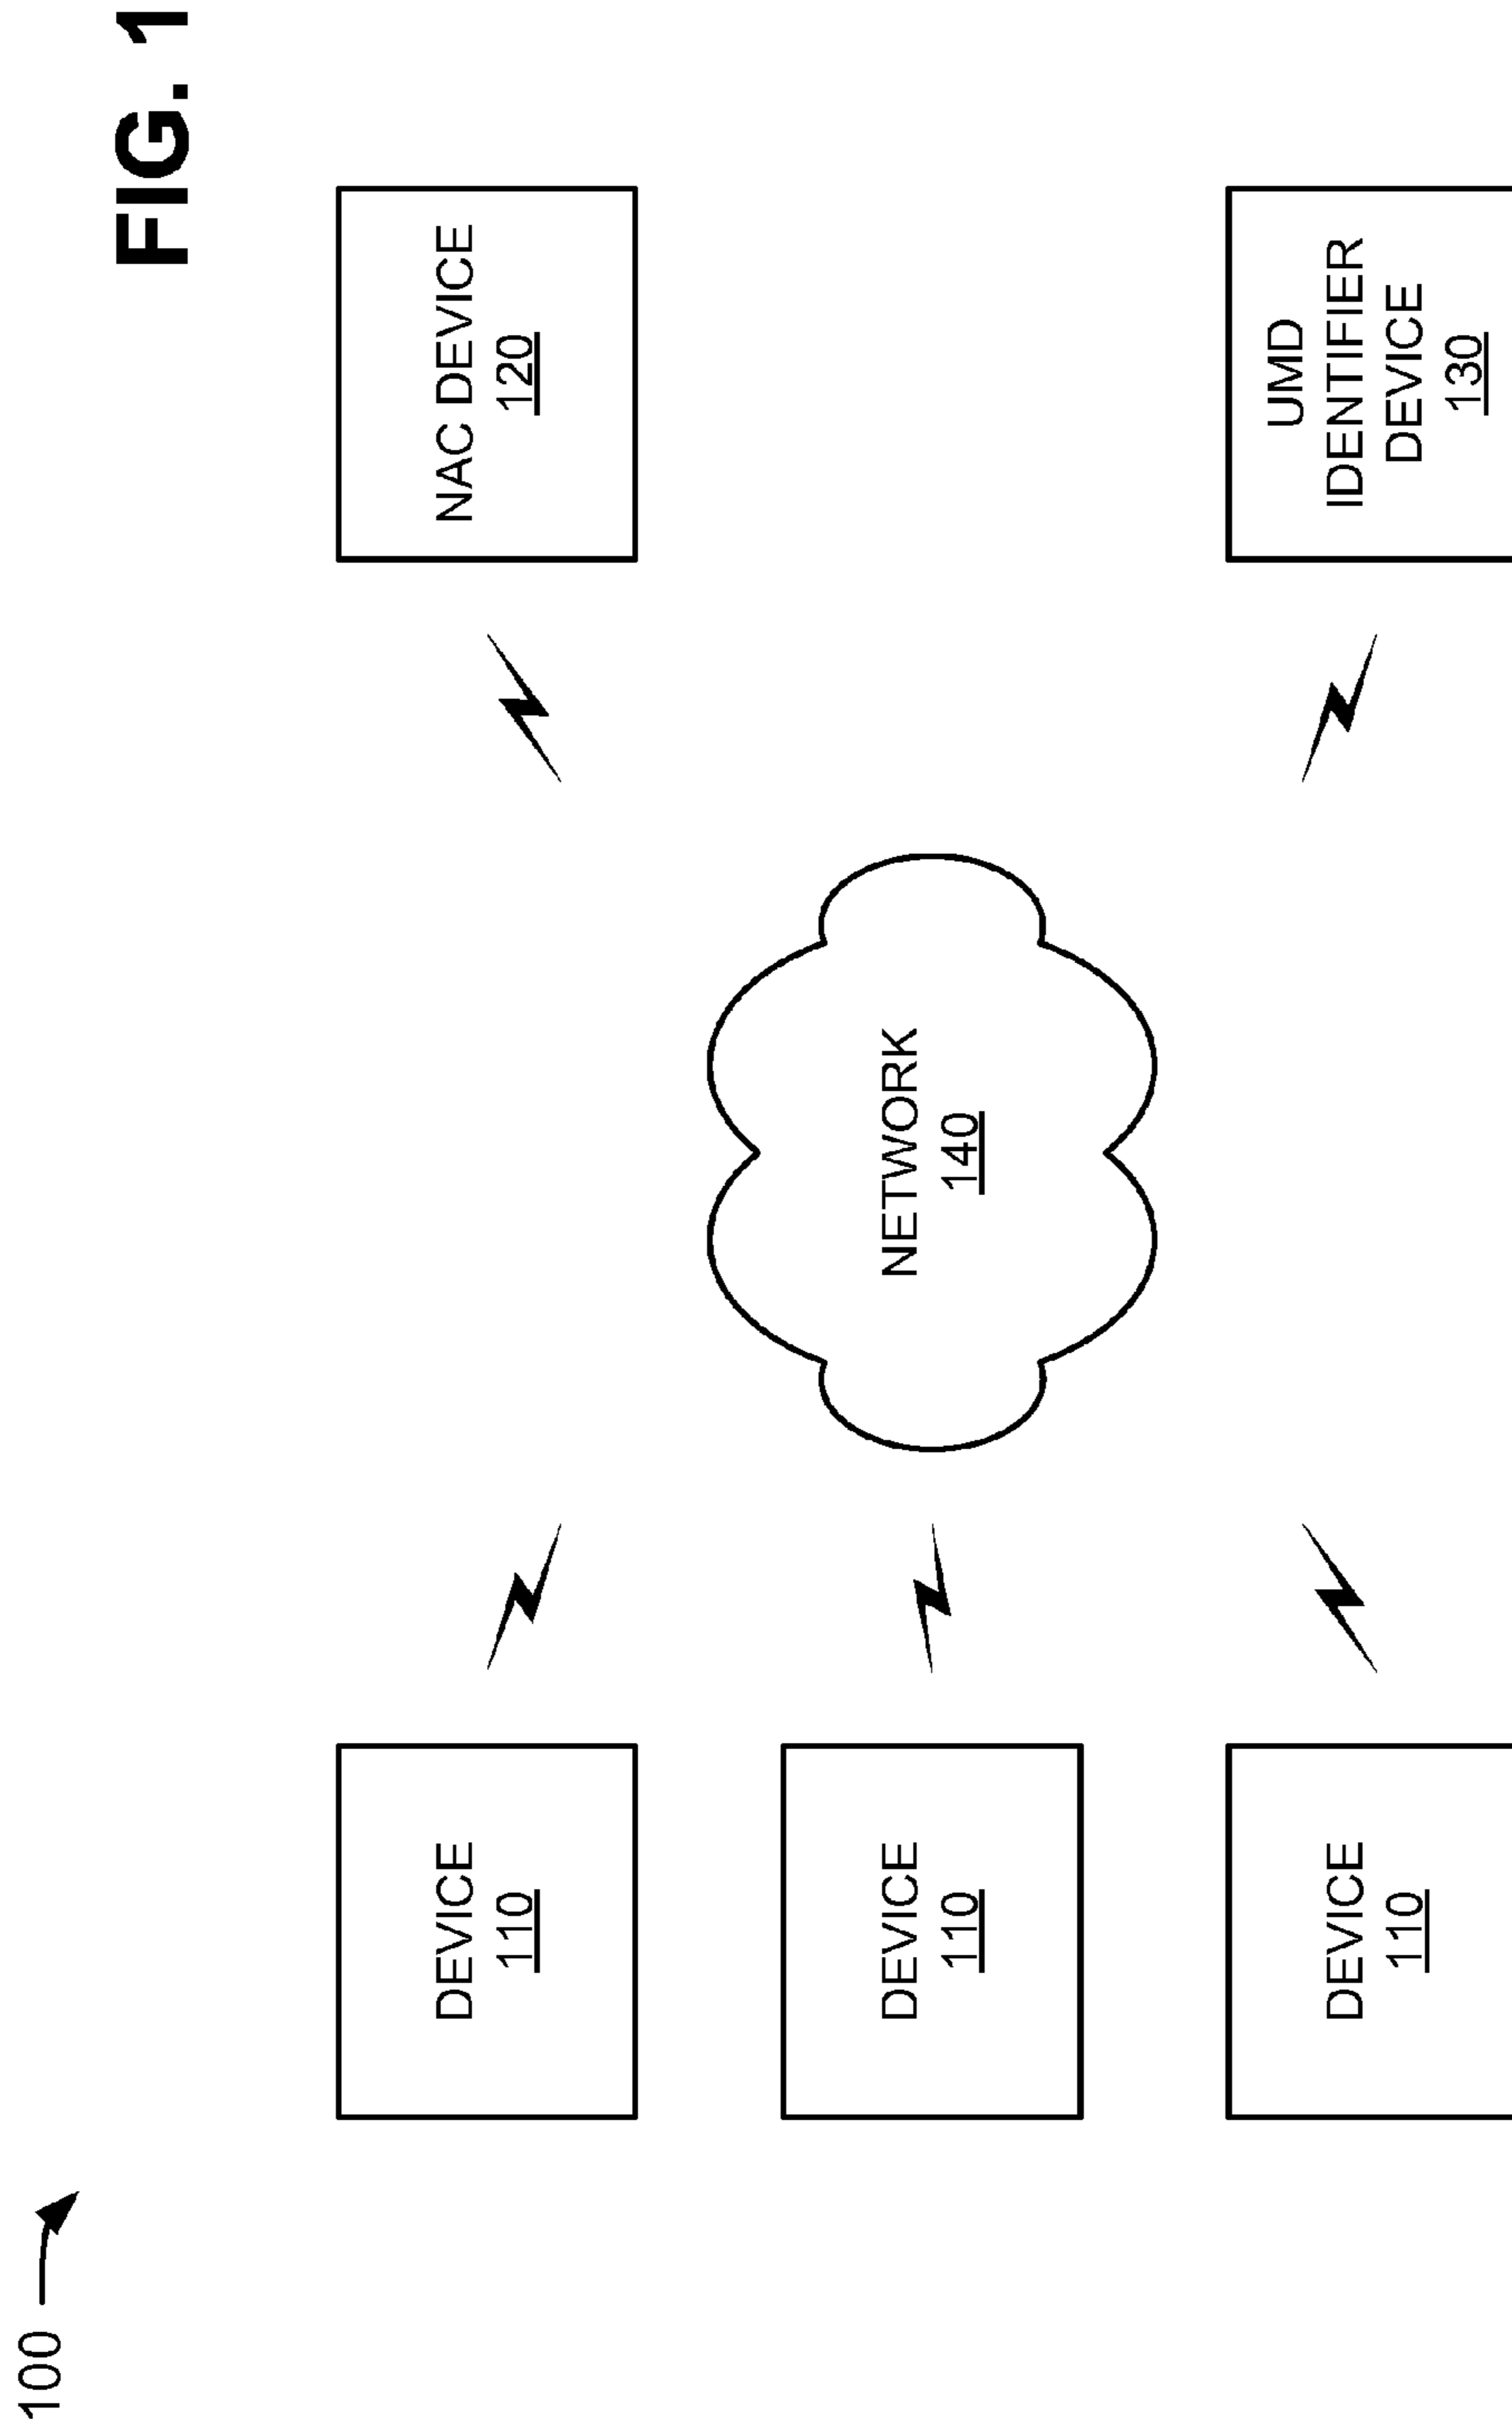 FIG. 1
100
DEVICE
110
NAC DEVICE
120
NETWORK
140
DEVICE
110
DEVICE
110
UMD
IDENTIFIER
DEVICE
130